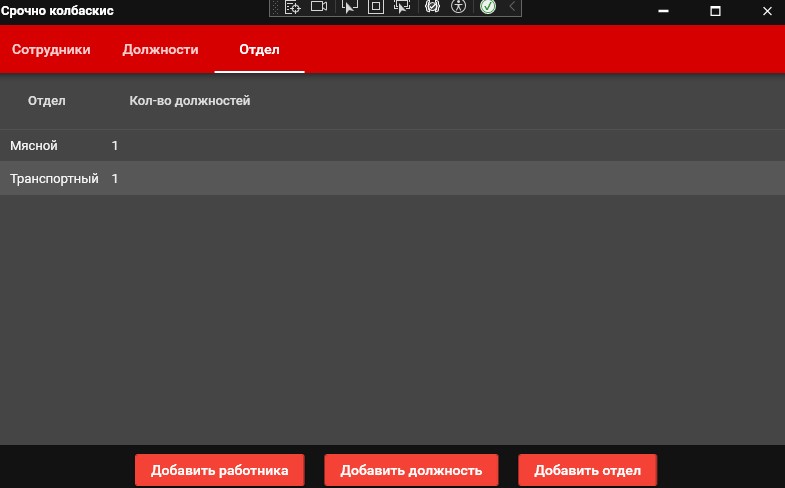 Срочно колбаскис
Сотрудники Должности Отдел
Отдел Кол-во должностей
Мясной 1
Транспортный 1
Добавить работника Добавить должность Добавить отдел